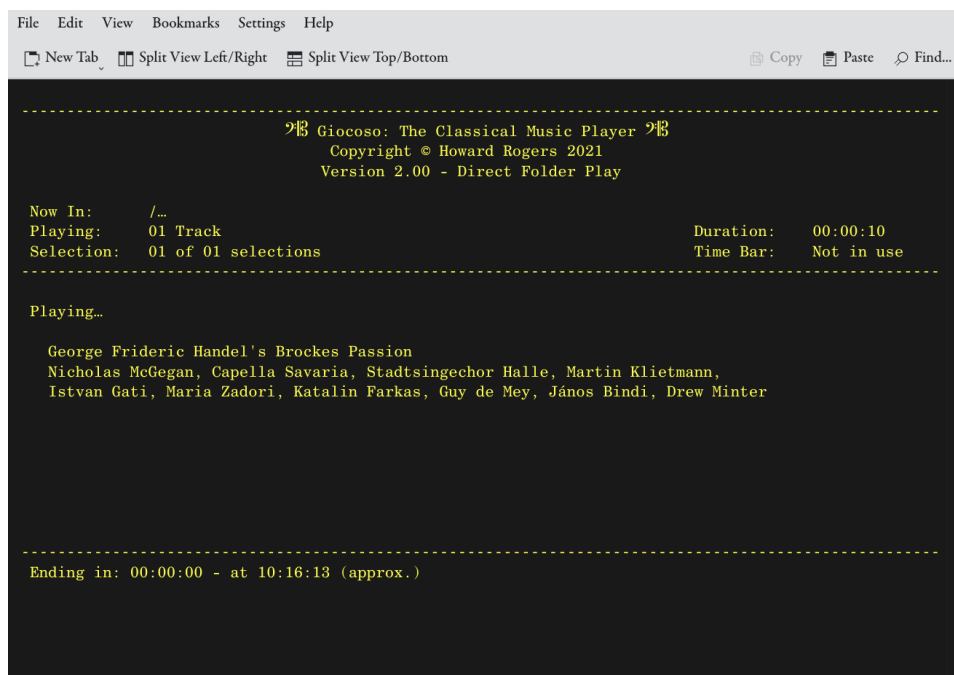 File Edit View Bookmarks Settings Help
New Tab Split View Left/Right Split View Top/Bottom Copy Paste Find...
𝄢𝄡 Giocoso: The Classical Music Player 𝄢𝄡
Copyright © Howard Rogers 2021
Version 2.00 - Direct Folder Play
Now In: /…
Playing: 01 Track Duration: 00:00:10
Selection: 01 of 01 selections Time Bar: Not in use
Playing…
George Frideric Handel's Brockes Passion
Nicholas McGegan, Capella Savaria, Stadtsingechor Halle, Martin Klietmann,
Istvan Gati, Maria Zadori, Katalin Farkas, Guy de Mey, János Bindi, Drew Minter
Ending in: 00:00:00 - at 10:16:13 (approx.)